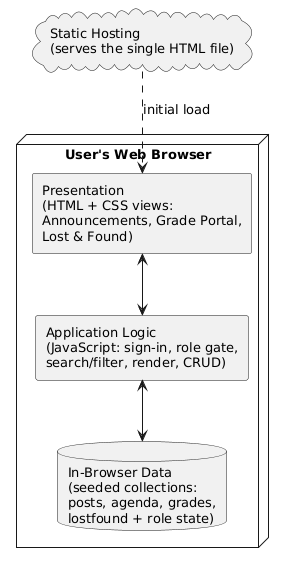 Static Hosting
(serves the single HTML file)
initial load
User's Web Browser
Presentation
(HTML + CSS views:
Announcements, Grade Portal,
Lost & Found)
Application Logic
(JavaScript: sign-in, role gate,
search/filter, render, CRUD)
In-Browser Data
(seeded collections:
posts, agenda, grades,
lostfound + role state)